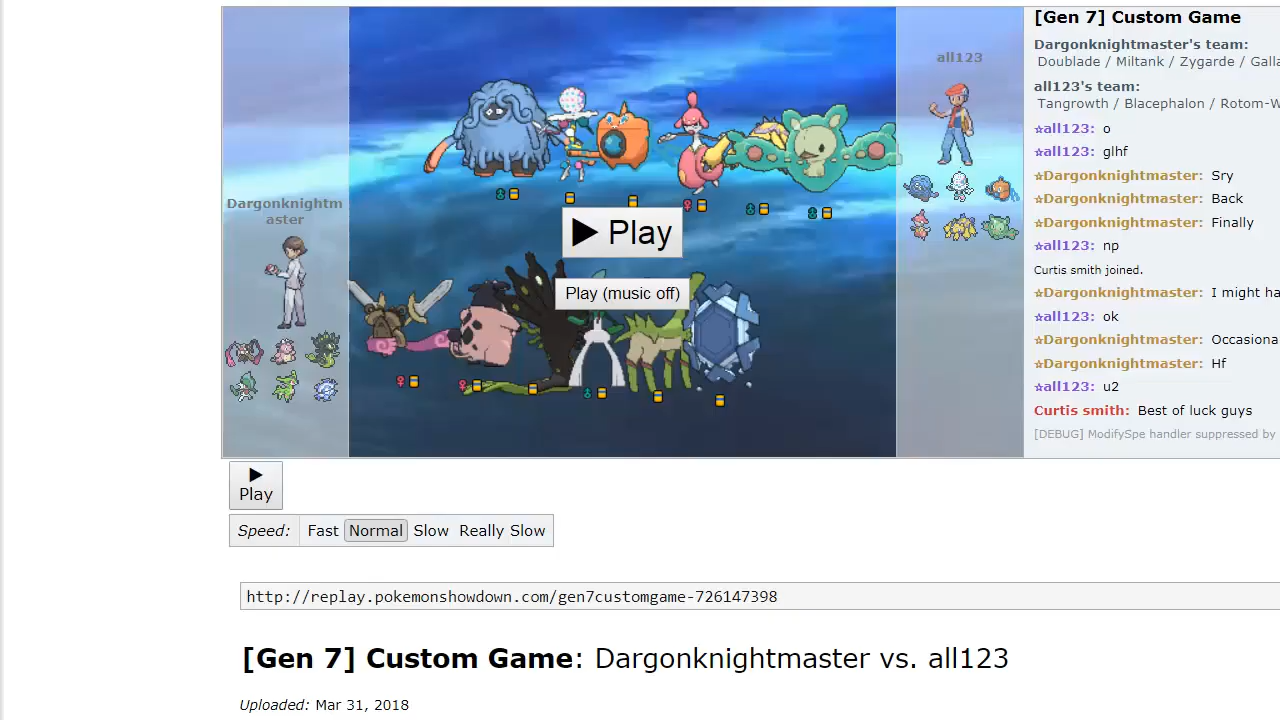 all123
Dargonknightm
aster
Play
Play (music off)
[Gen 7] Custom Game
Dargonknightmaster's team:
Doublade / Miltank / Zygarde / Galla
all123's team:
Tangrowth / Blacephalon / Rotom-W
☆all123: o
☆all123: glhf
☆Dargonknightmaster: Sry
☆Dargonknightmaster: Back
☆Dargonknightmaster: Finally
☆all123: np
Curtis smith joined.
☆Dargonknightmaster: I might ha
☆all123: ok
☆Dargonknightmaster: Occasiona
☆Dargonknightmaster: Hf
☆all123: u2
Curtis smith: Best of luck guys
[DEBUG] ModifySpe handler suppressed by
Play
Speed: Fast Normal Slow Really Slow
http://replay.pokemonshowdown.com/gen7customgame-726147398
[Gen 7] Custom Game: Dargonknightmaster vs. all123
Uploaded: Mar 31, 2018